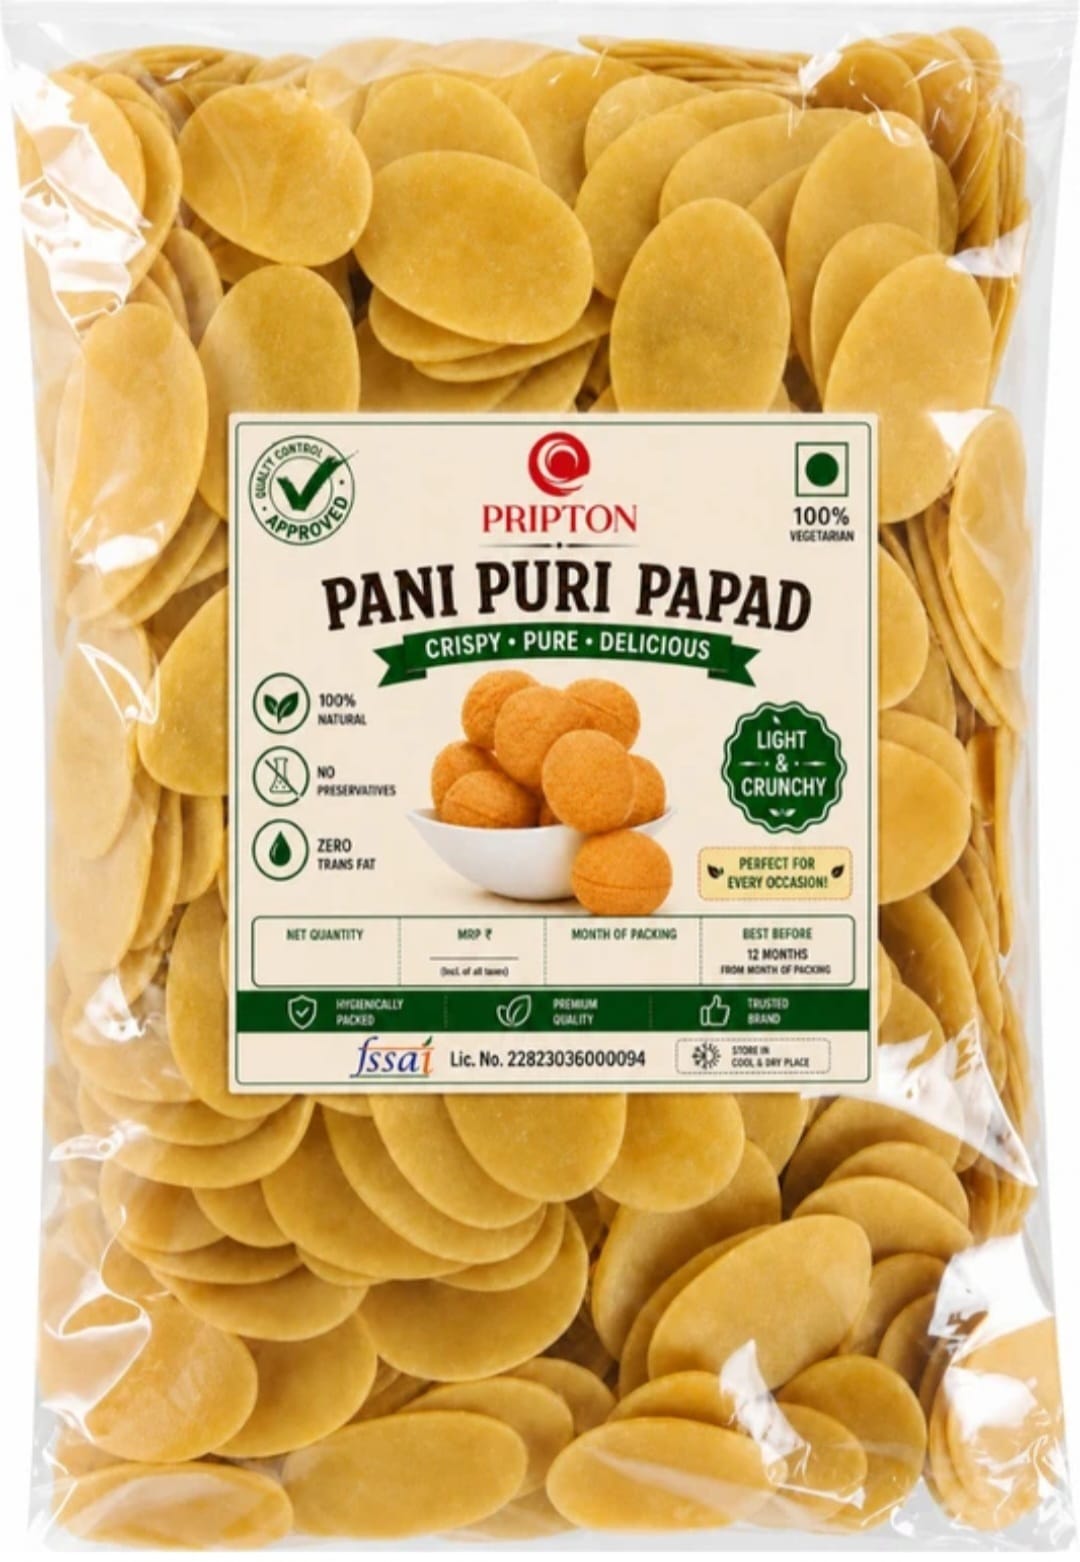 QUALITY CONTROL
APPROVED
PRIPTON
100%
VEGETARIAN
PANI PURI PAPAD
CRISPY • PURE • DELICIOUS
100%
NATURAL
NO
PRESERVATIVES
ZERO
TRANS FAT
LIGHT
&
CRUNCHY
PERFECT FOR
EVERY OCCASION!
NET QUANTITY
MRP ₹
(Incl. of all taxes)
MONTH OF PACKING
BEST BEFORE
12 MONTHS
FROM MONTH OF PACKING
HYGIENICALLY
PACKED
PREMIUM
QUALITY
TRUSTED
BRAND
fssai Lic. No. 22823036000094
STORE IN
COOL & DRY PLACE